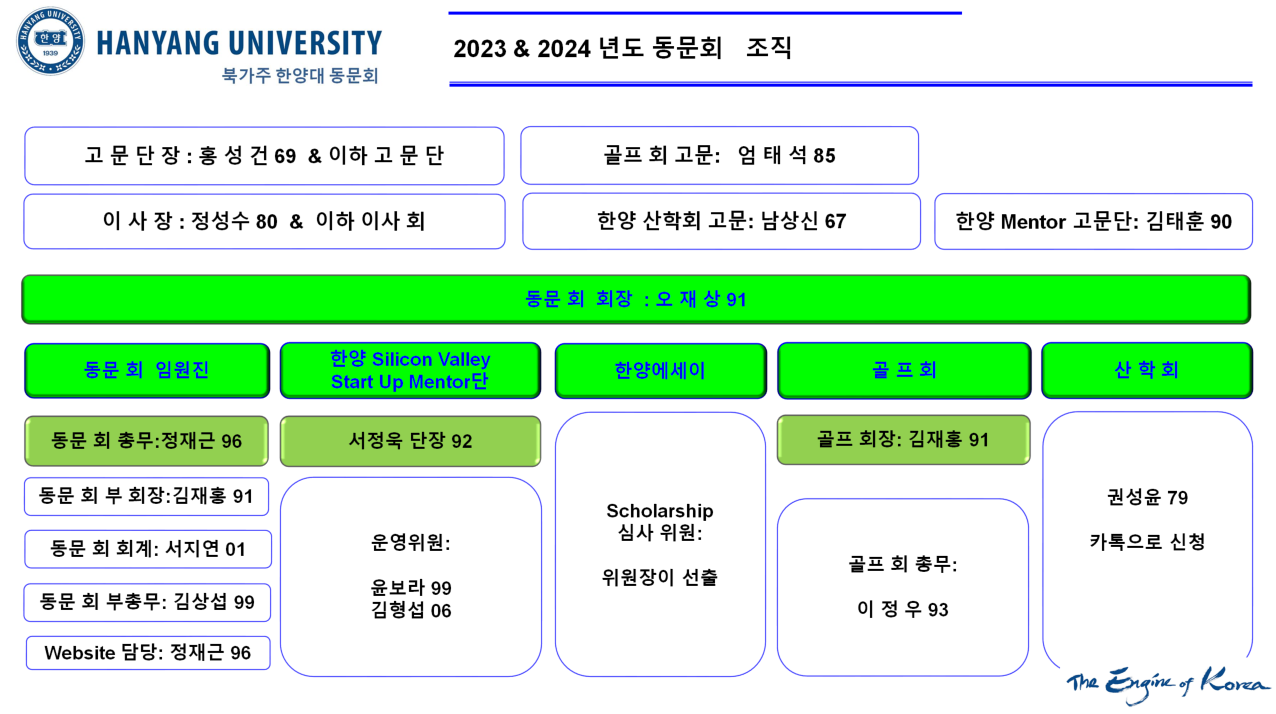 HANYANG UNIVERSITY
한양
1939
HANYANG UNIVERSITY
북가주 한양대 동문회
2023 & 2024 년도 동문회 조직
고 문 단 장 : 홍 성 건 69 & 이하 고 문 단
골프 회 고문: 엄 태 석 85
이 사 장 : 정성수 80 & 이하 이사 회
한양 산학회 고문: 남상신 67
한양 Mentor 고문단: 김태훈 90
동문 회 회장 : 오 재 상 91
동문 회 임원진
한양 Silicon Valley
Start Up Mentor단
한양에세이
골 프 회
산 학 회
동문 회 총무:정재근 96
서정욱 단장 92
골프 회장: 김재홍 91
동문 회 부 회장:김재홍 91
동문 회 회계: 서지연 01
동문 회 부총무: 김상섭 99
Website 담당: 정재근 96
운영위원:
윤보라 99
김형섭 06
Scholarship
심사 위원:
위원장이 선출
골프 회 총무:
이 정 우 93
권성윤 79
카톡으로 신청
The Engine of Korea